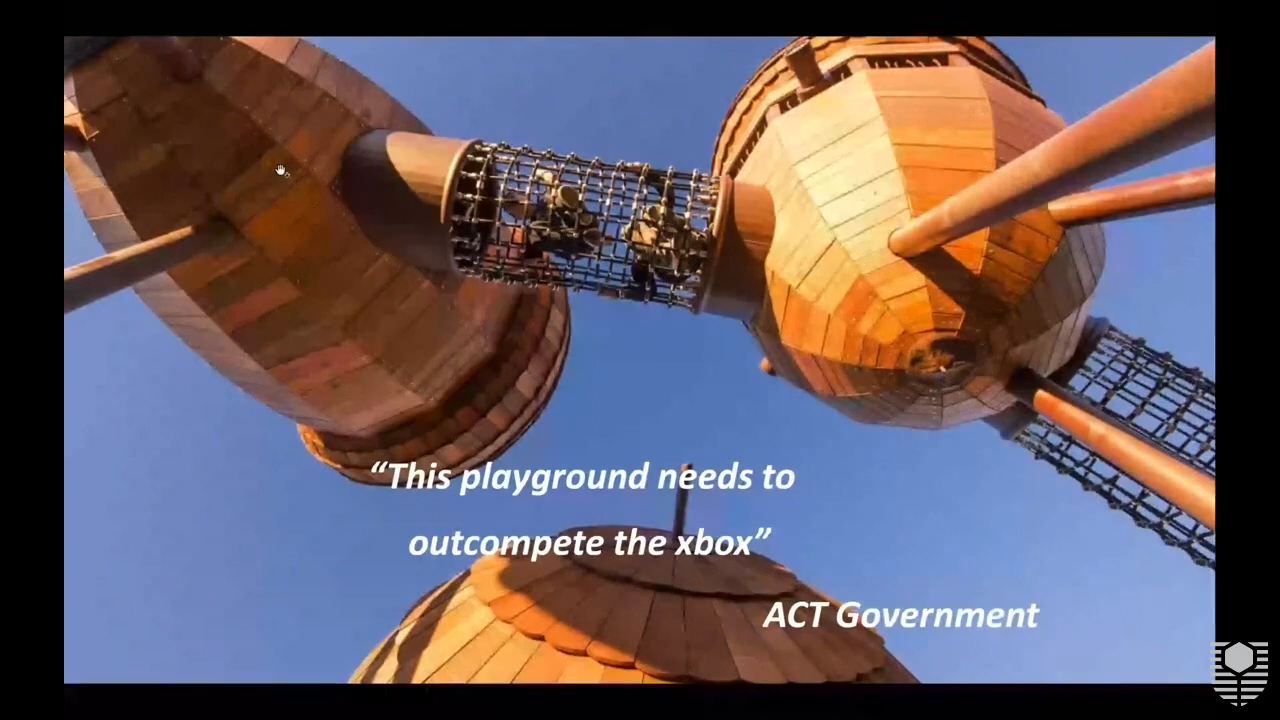 “This playground needs to
outcompete the xbox”
ACT Government